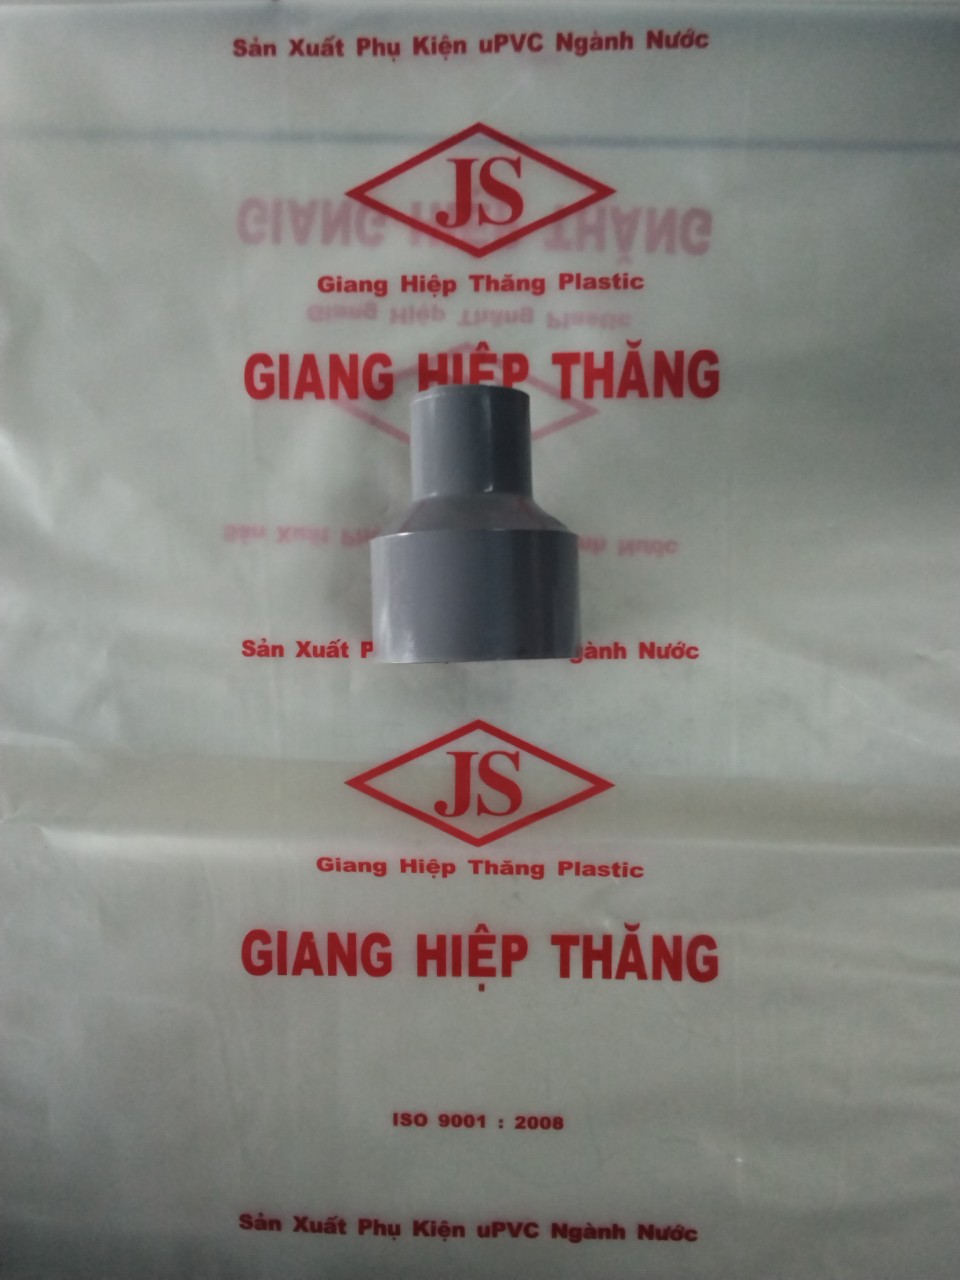 Sản Xuất Phụ Kiện uPVC Ngành Nước
JS
Giang Hiệp Thăng Plastic
GIANG HIỆP THĂNG
Sản Xuất Nước
JS
Giang Hiệp Thăng Plastic
GIANG HIỆP THĂNG
ISO 9001 : 2008
Sản Xuất Phụ Kiện uPVC Ngành Nước